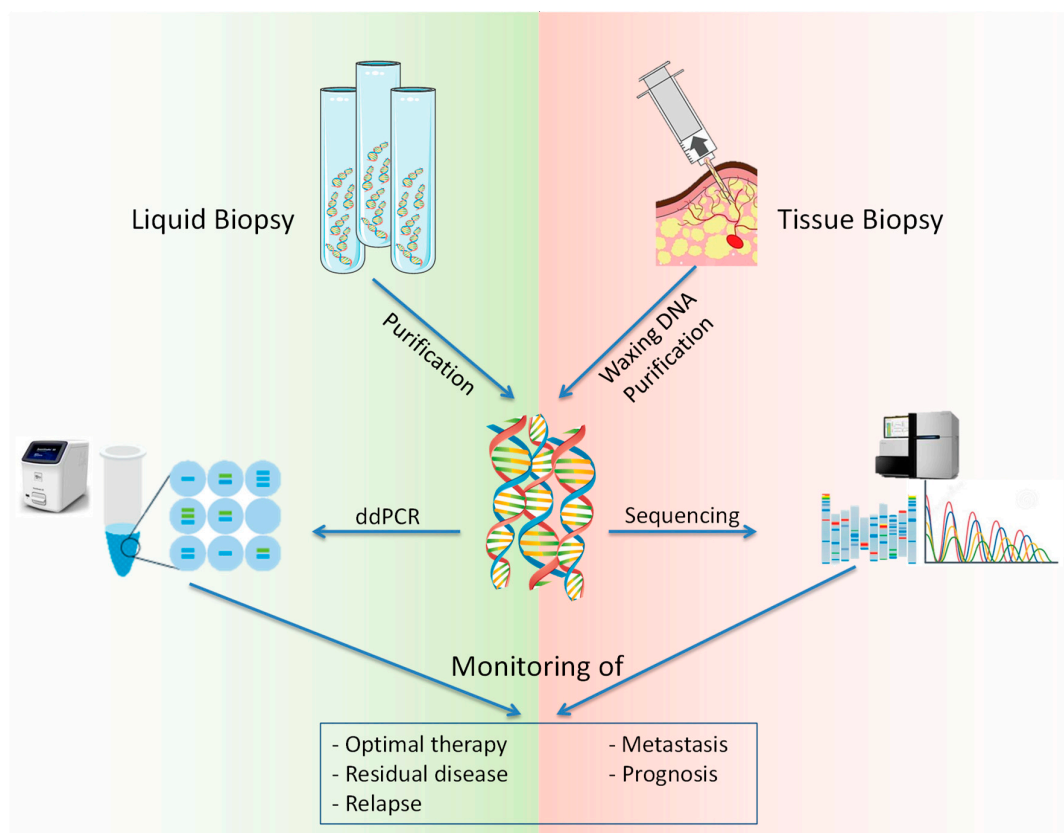 Liquid Biopsy
Tissue Biopsy
Purification
Waxing DNA
Purification
ddPCR
Sequencing
Monitoring of
- Optimal therapy
- Residual disease
- Relapse
- Metastasis
- Prognosis